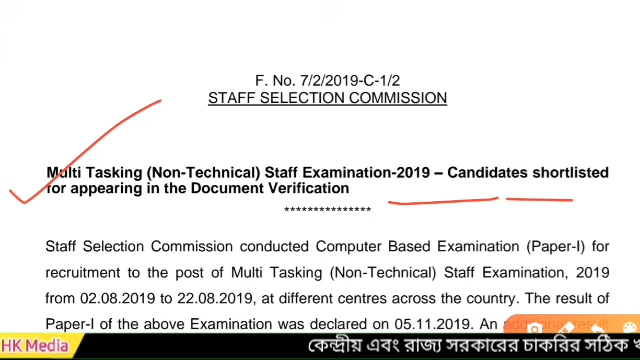 F. No. 7/2/2019-C-1/2
STAFF SELECTION COMMISSION
Multi Tasking (Non-Technical) Staff Examination-2019 – Candidates shortlisted
for appearing in the Document Verification
***************
Staff Selection Commission conducted Computer Based Examination (Paper-I) for
recruitment to the post of Multi Tasking (Non-Technical) Staff Examination, 2019
from 02.08.2019 to 22.08.2019, at different centres across the country. The result of
Paper-I of the above Examination was declared on 05.11.2019. An additional result
HK Media কেন্দ্রীয় এবং রাজ্য সরকারের চাকরির সঠিক